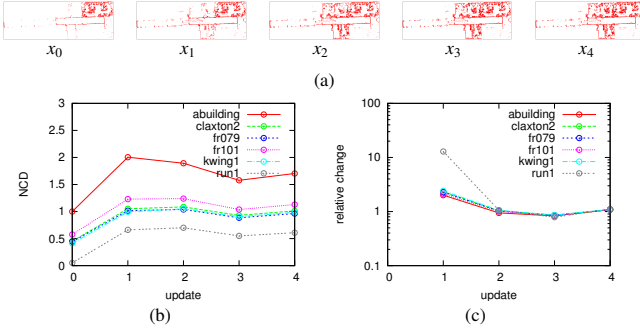 x0 x1 x2 x3 x4
(a)
3
2.5
2
1.5
1
0.5
0
NCD
0 1 2 3 4
update
abuilding
claxton2
fr079
fr101
kwing1
run1
(b)
100
10
1
0.1
relative change
0 1 2 3 4
update
abuilding
claxton2
fr079
fr101
kwing1
run1
(c)